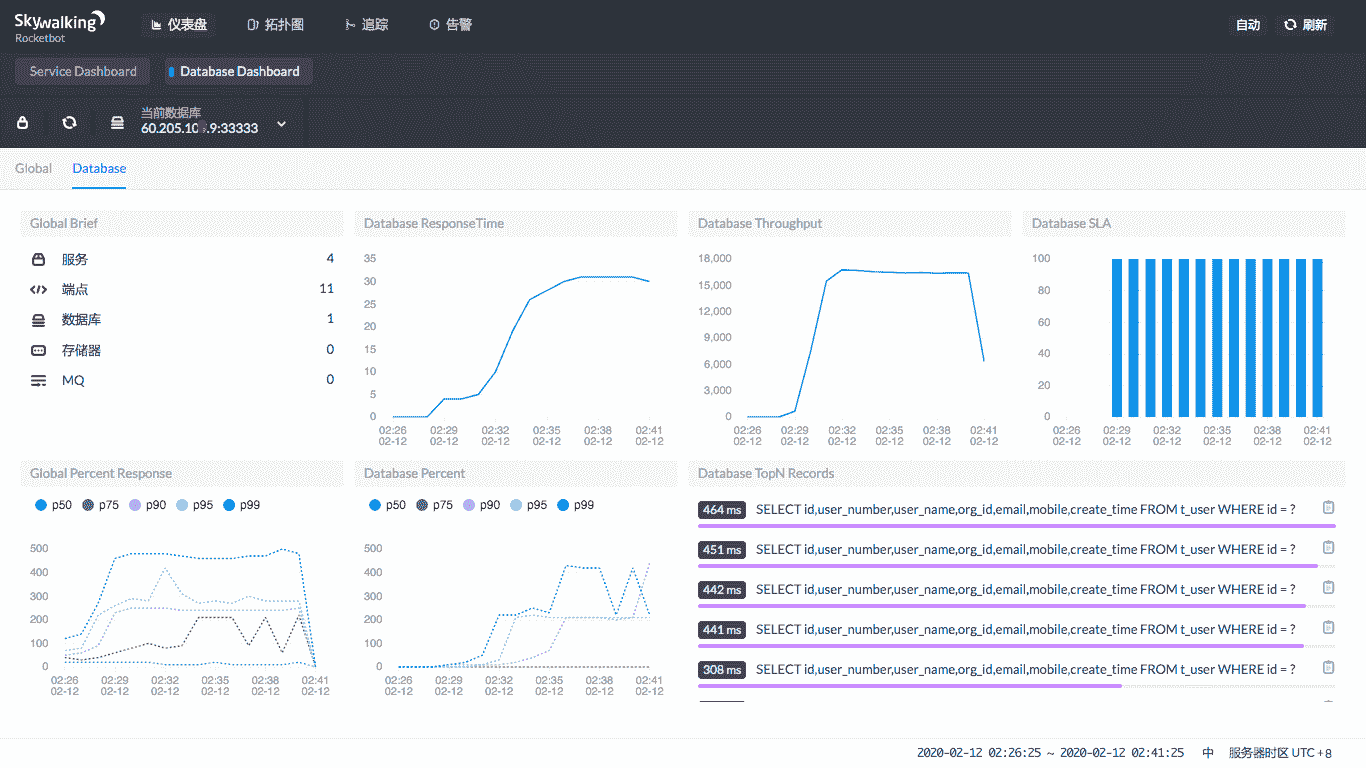 Skywalking
Rocketbot
仪表盘
拓扑图
追踪
告警
自动
刷新
Service Dashboard
Database Dashboard
当前数据库
60.205.10 .9:33333
Global
Database
Global Brief
服务 4
端点 11
数据库 1
存储器 0
MQ 0
Database ResponseTime
35
30
25
20
15
10
5
0
02:26 02:29 02:32 02:35 02:38 02:41
02-12 02-12 02-12 02-12 02-12 02-12
Database Throughput
18,000
15,000
12,000
9,000
6,000
3,000
0
02:26 02:29 02:32 02:35 02:38 02:41
02-12 02-12 02-12 02-12 02-12 02-12
Database SLA
100
80
60
40
20
0
02:26 02:29 02:32 02:35 02:38 02:41
02-12 02-12 02-12 02-12 02-12 02-12
Global Percent Response
p50 p75 p90 p95 p99
500
400
300
200
100
0
02:26 02:29 02:32 02:35 02:38 02:41
02-12 02-12 02-12 02-12 02-12 02-12
Database Percent
p50 p75 p90 p95 p99
500
400
300
200
100
0
02:26 02:29 02:32 02:35 02:38 02:41
02-12 02-12 02-12 02-12 02-12 02-12
Database TopN Records
464 ms SELECT id,user_number,user_name,org_id,email,mobile,create_time FROM t_user WHERE id = ?
451 ms SELECT id,user_number,user_name,org_id,email,mobile,create_time FROM t_user WHERE id = ?
442 ms SELECT id,user_number,user_name,org_id,email,mobile,create_time FROM t_user WHERE id = ?
441 ms SELECT id,user_number,user_name,org_id,email,mobile,create_time FROM t_user WHERE id = ?
308 ms SELECT id,user_number,user_name,org_id,email,mobile,create_time FROM t_user WHERE id = ?
2020-02-12 02:26:25 ~ 2020-02-12 02:41:25 中 服务器时区 UTC +8